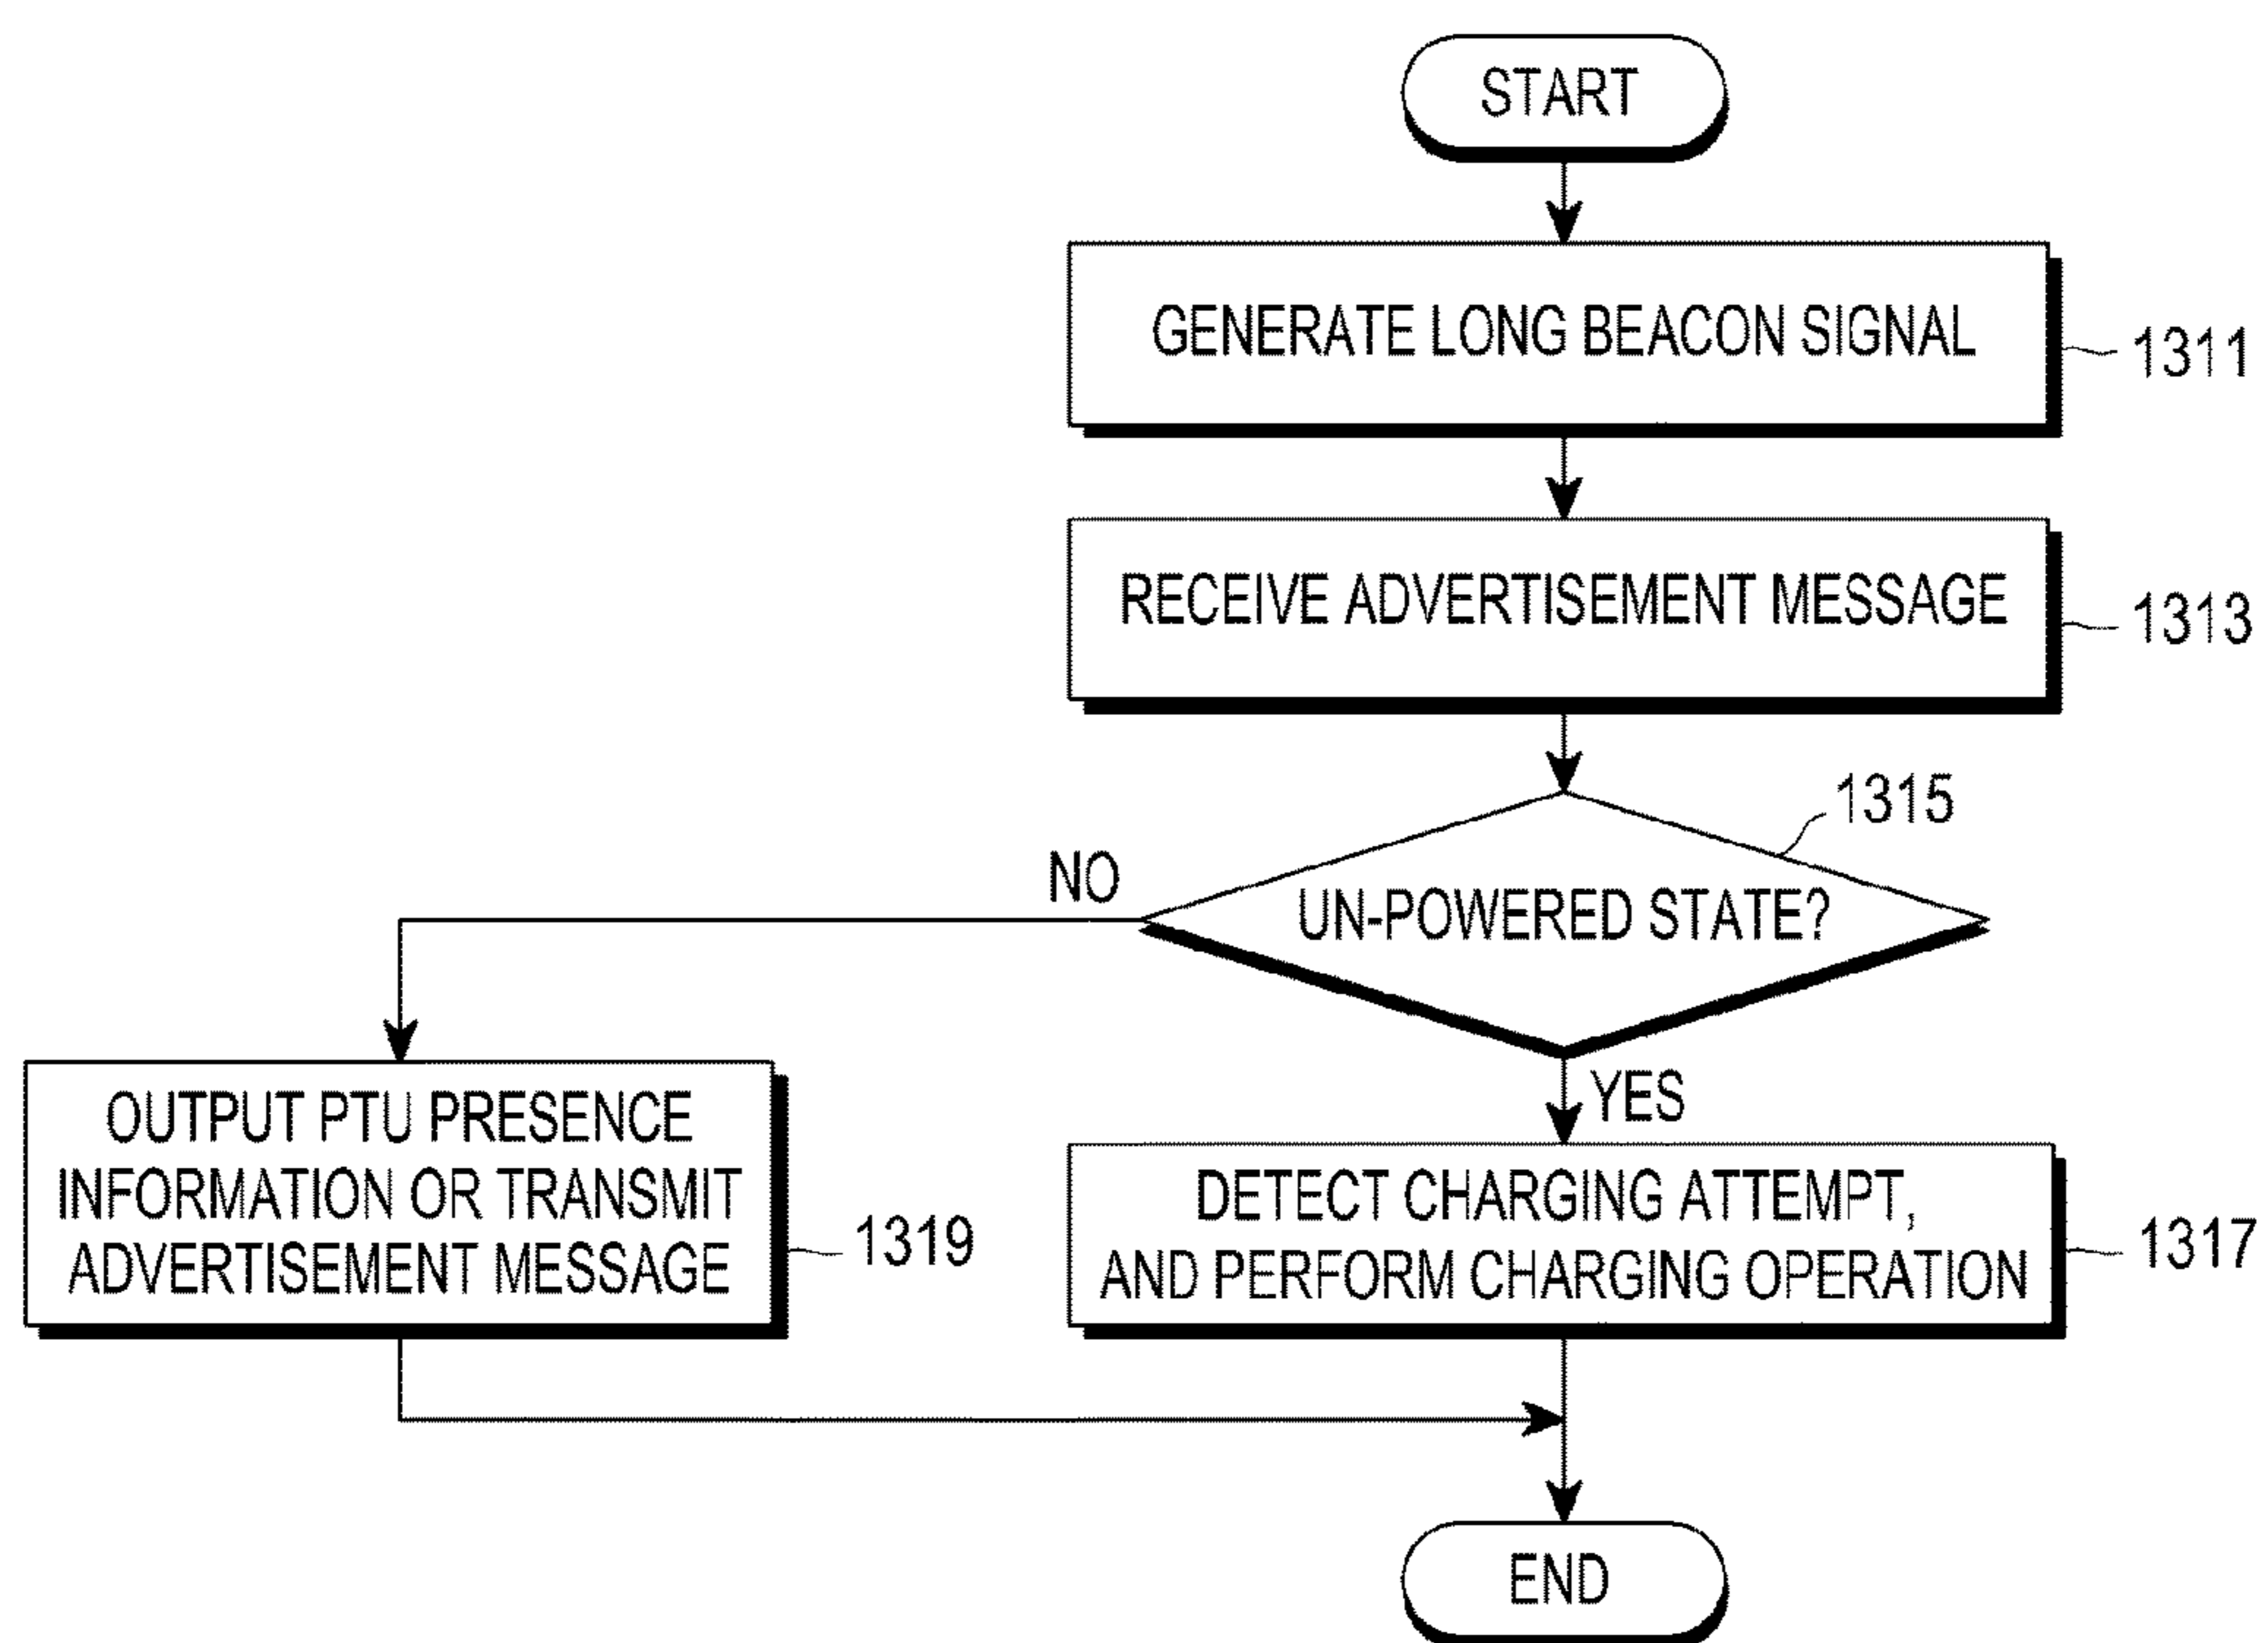 START
GENERATE LONG BEACON SIGNAL
1311
RECEIVE ADVERTISEMENT MESSAGE
1313
1315
UN-POWERED STATE?
NO
YES
OUTPUT PTU PRESENCE
INFORMATION OR TRANSMIT
ADVERTISEMENT MESSAGE
1319
DETECT CHARGING ATTEMPT,
AND PERFORM CHARGING OPERATION
1317
END